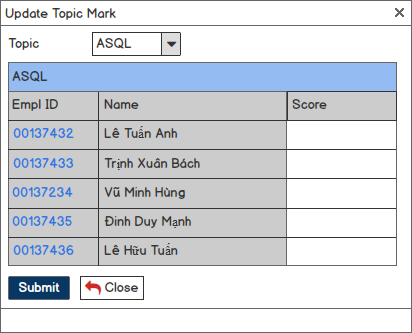 Update Topic Mark
Topic ASQL
ASQL
Empl ID Name Score
00137432 Lê Tuấn Anh
00137433 Trịnh Xuân Bách
00137234 Vũ Minh Hùng
00137435 Đinh Duy Mạnh
00137436 Lê Hữu Tuấn
Submit Close